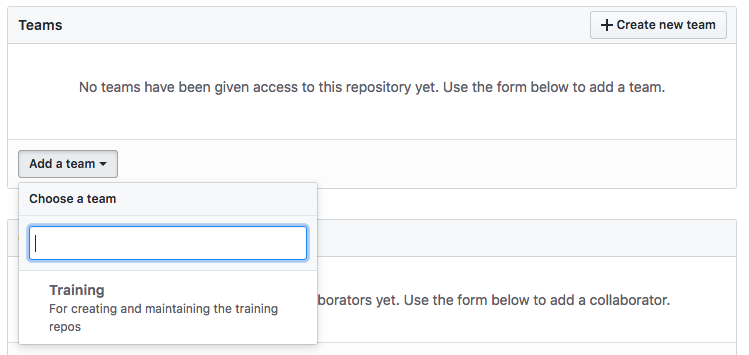 Teams
Create new team
No teams have been given access to this repository yet. Use the form below to add a team.
Add a team
Choose a team
Training
For creating and maintaining the training
repos
borators yet. Use the form below to add a collaborator.